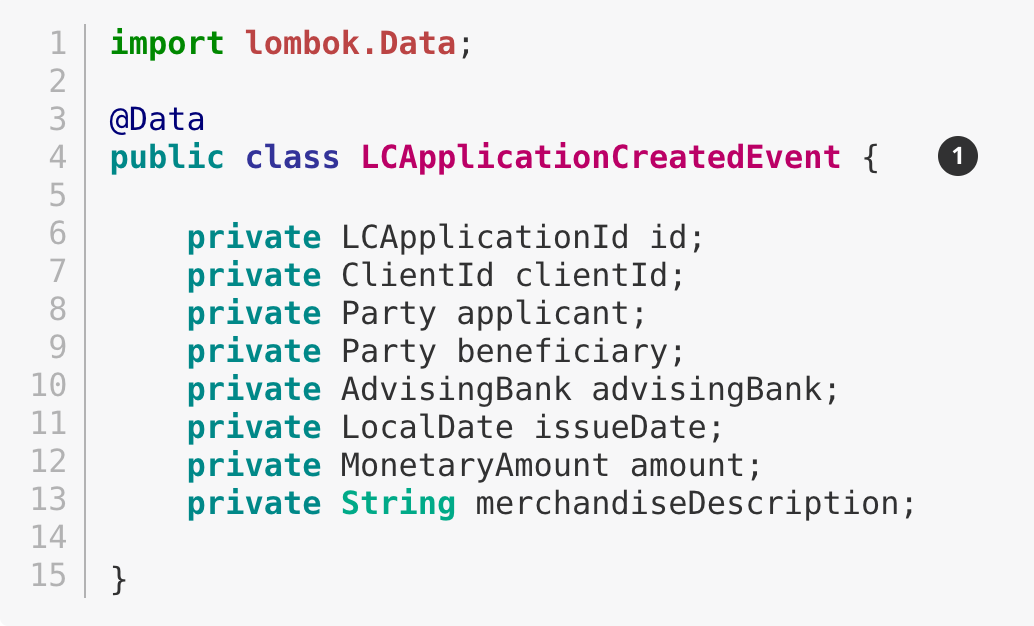 1 import lombok.Data;
2
3 @Data
4 public class LCApplicationCreatedEvent { 1
5
6     private LCApplicationId id;
7     private ClientId clientId;
8     private Party applicant;
9     private Party beneficiary;
10     private AdvisingBank advisingBank;
11     private LocalDate issueDate;
12     private MonetaryAmount amount;
13     private String merchandiseDescription;
14
15 }